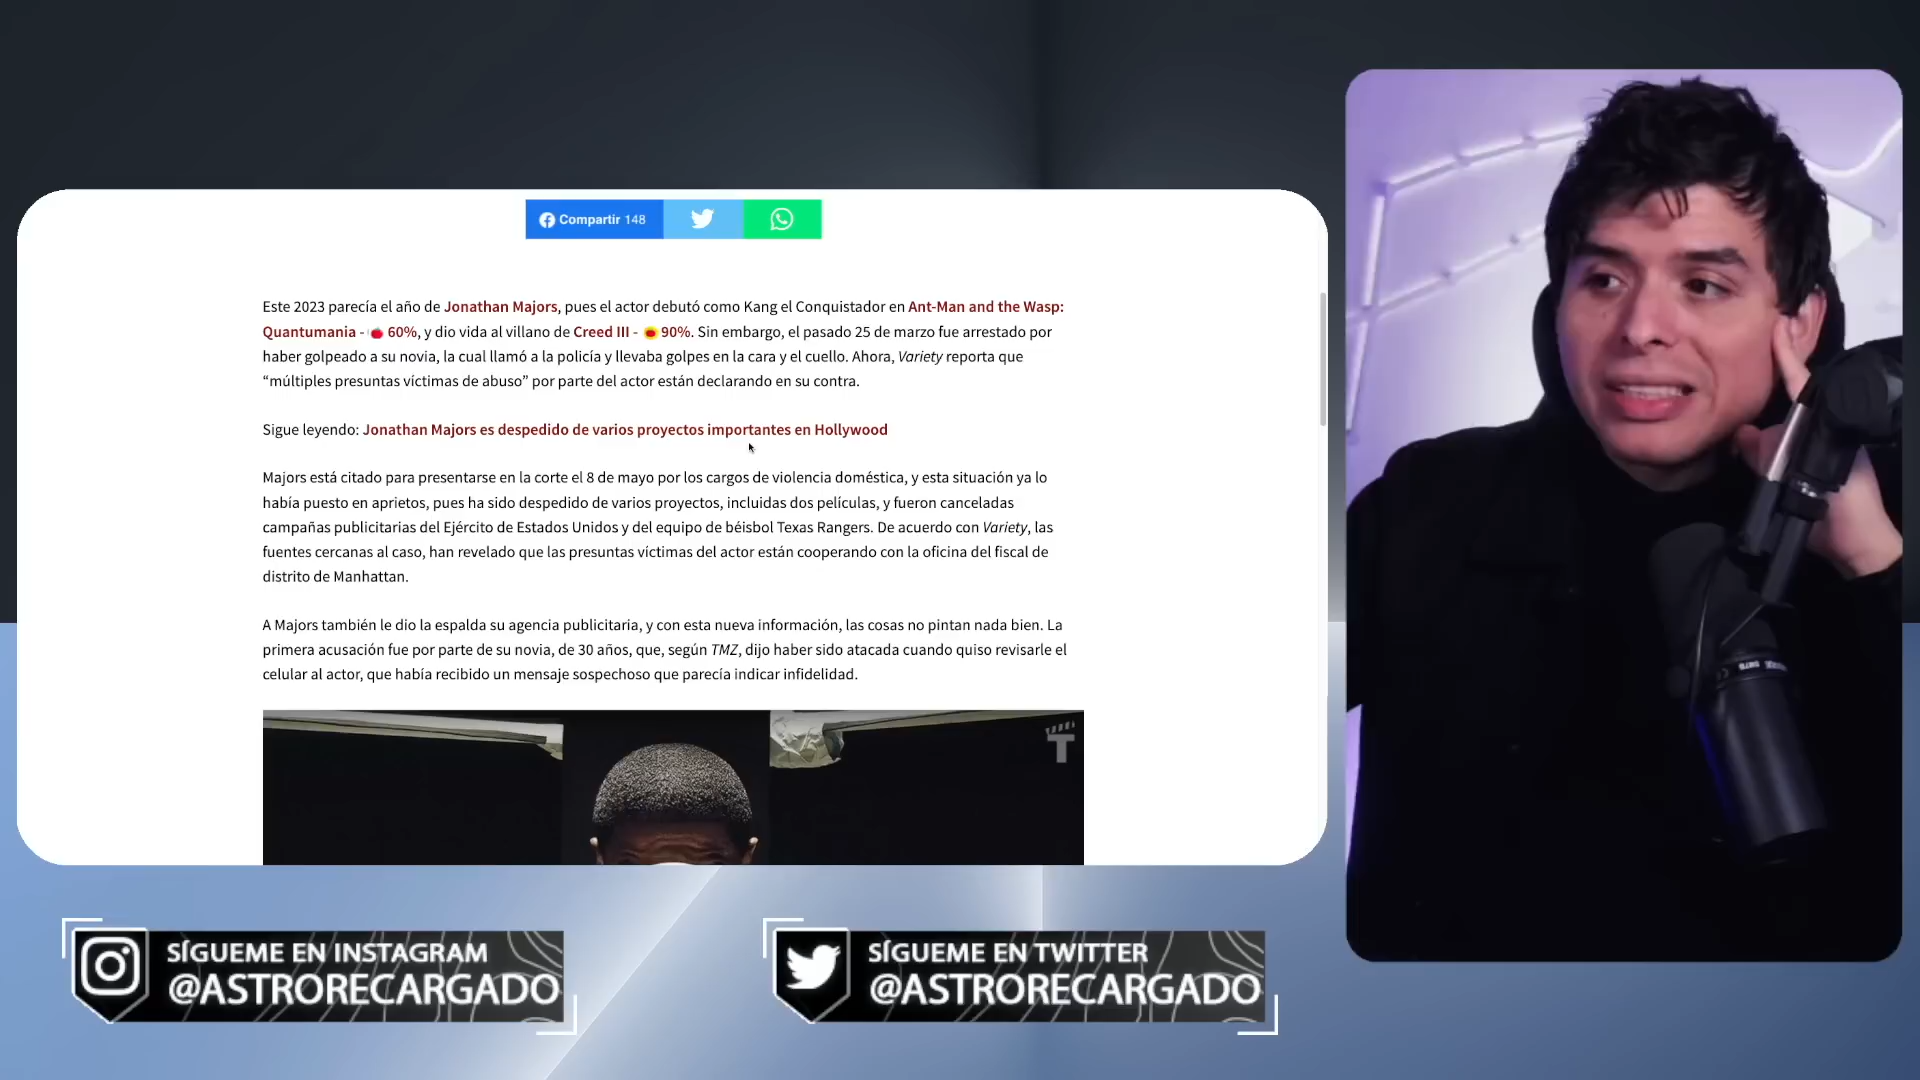 Compartir 148
Este 2023 parecía el año de Jonathan Majors, pues el actor debutó como Kang el Conquistador en Ant-Man and the Wasp:
Quantumania - 60%, y dio vida al villano de Creed III - 90%. Sin embargo, el pasado 25 de marzo fue arrestado por
haber golpeado a su novia, la cual llamó a la policía y llevaba golpes en la cara y el cuello. Ahora, Variety reporta que
“múltiples presuntas víctimas de abuso” por parte del actor están declarando en su contra.
Sigue leyendo: Jonathan Majors es despedido de varios proyectos importantes en Hollywood
Majors está citado para presentarse en la corte el 8 de mayo por los cargos de violencia doméstica, y esta situación ya lo
había puesto en aprietos, pues ha sido despedido de varios proyectos, incluidas dos películas, y fueron canceladas
campañas publicitarias del Ejército de Estados Unidos y del equipo de béisbol Texas Rangers. De acuerdo con Variety, las
fuentes cercanas al caso, han revelado que las presuntas víctimas del actor están cooperando con la oficina del fiscal de
distrito de Manhattan.
A Majors también le dio la espalda su agencia publicitaria, y con esta nueva información, las cosas no pintan nada bien. La
primera acusación fue por parte de su novia, de 30 años, que, según TMZ, dijo haber sido atacada cuando quiso revisarle el
celular al actor, que había recibido un mensaje sospechoso que parecía indicar infidelidad.
T
SÍGUEME EN INSTAGRAM
@ASTRORECARGADO
SÍGUEME EN TWITTER
@ASTRORECARGADO